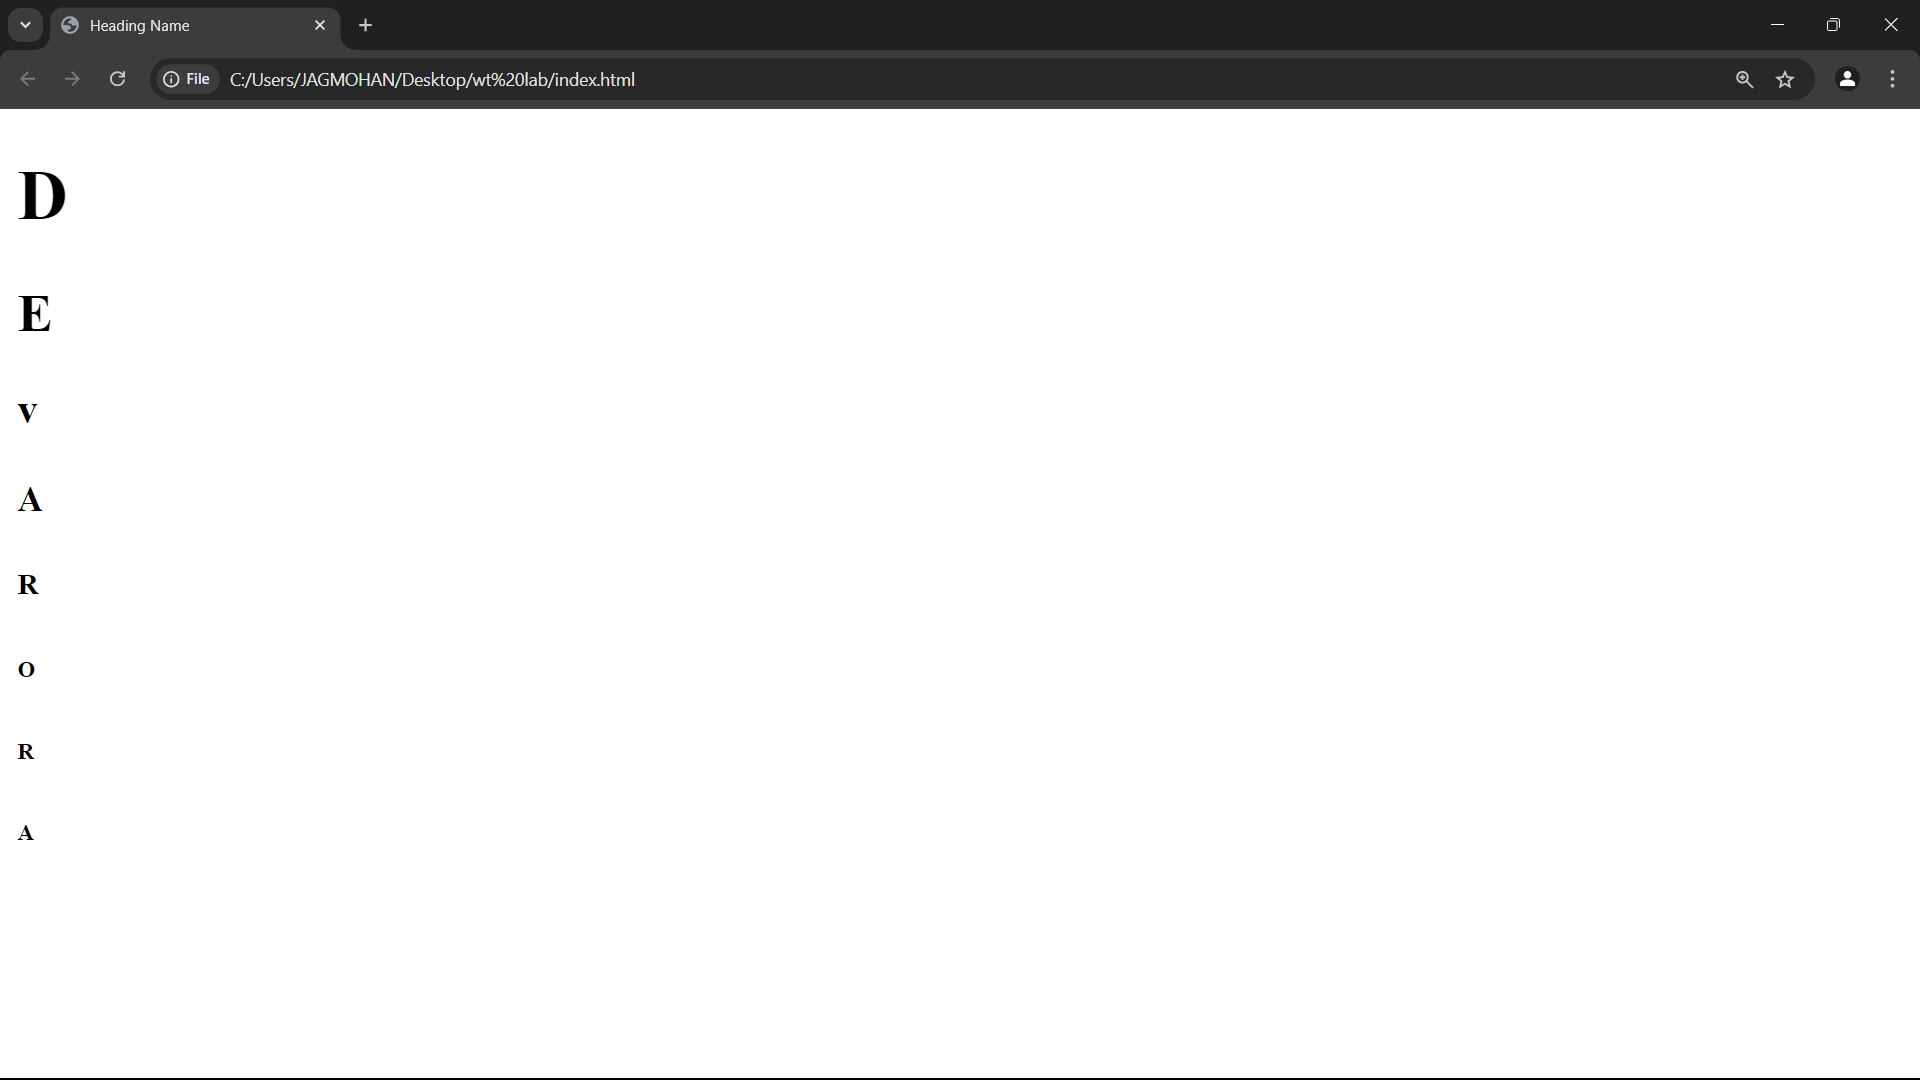 Heading Name
File C:/Users/JAGMOHAN/Desktop/wt%20lab/index.html
D
E
V
A
R
O
R
A